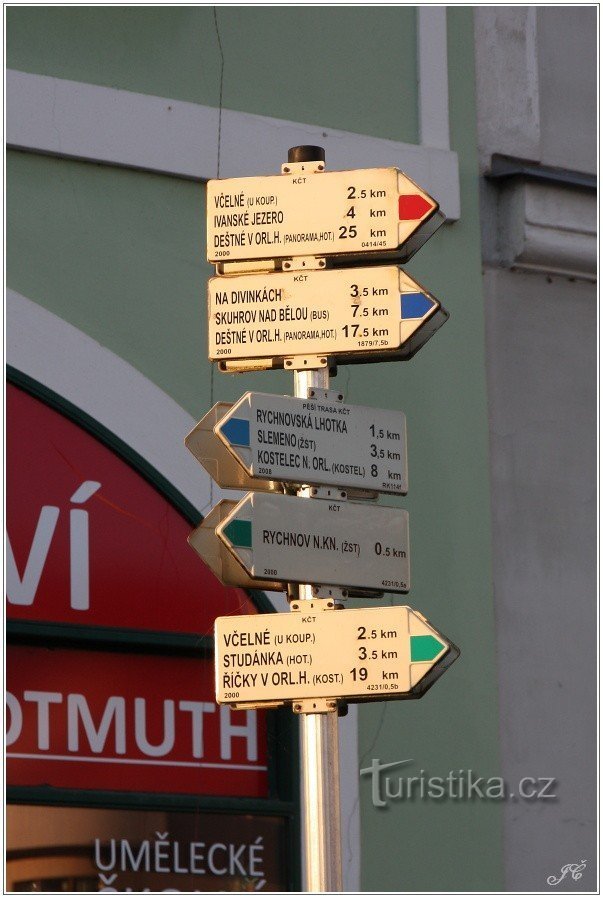 KČT
VČELNÉ (U KOUP.) 2.5 km
IVANSKÉ JEZERO 4 km
DEŠTNÉ V ORL.H. (PANORAMA,HOT.) 25 km
2000 0414/45
KČT
NA DIVINKÁCH 3.5 km
SKUHROV NAD BĚLOU (BUS) 7.5 km
DEŠTNÉ V ORL.H. (PANORAMA,HOT.) 17.5 km
2000 1879/7,5b
PĚŠÍ TRASA KČT
RYCHNOVSKÁ LHOTKA 1,5 km
SLEMENO (ŽST) 3,5 km
KOSTELEC N. ORL. (KOSTEL) 8 km
2008 RK114f
KČT
RYCHNOV N.KN. (ŽST) 0.5 km
2000 4231/0,5b
KČT
VČELNÉ (U KOUP.) 2.5 km
STUDÁNKA (HOT.) 3.5 km
ŘÍČKY V ORL.H. (KOST.) 19 km
2000 4231/0,5b
VÍ
OTMUTH
UMĚLECKÉ
Turistika.cz
JČ